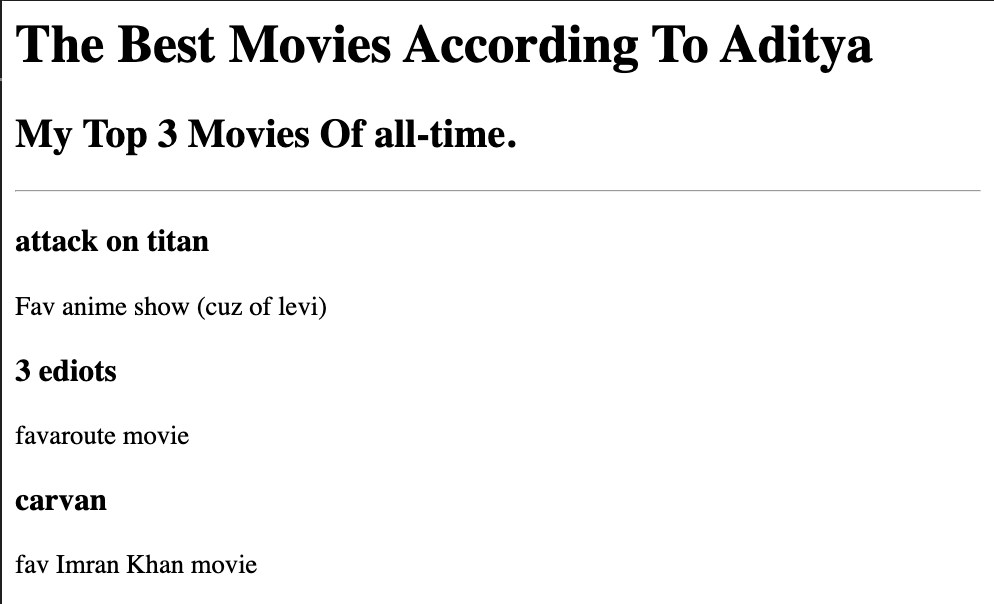 The Best Movies According To Aditya
My Top 3 Movies Of all-time.
attack on titan
Fav anime show (cuz of levi)
3 ediots
favaroute movie
carvan
fav Imran Khan movie